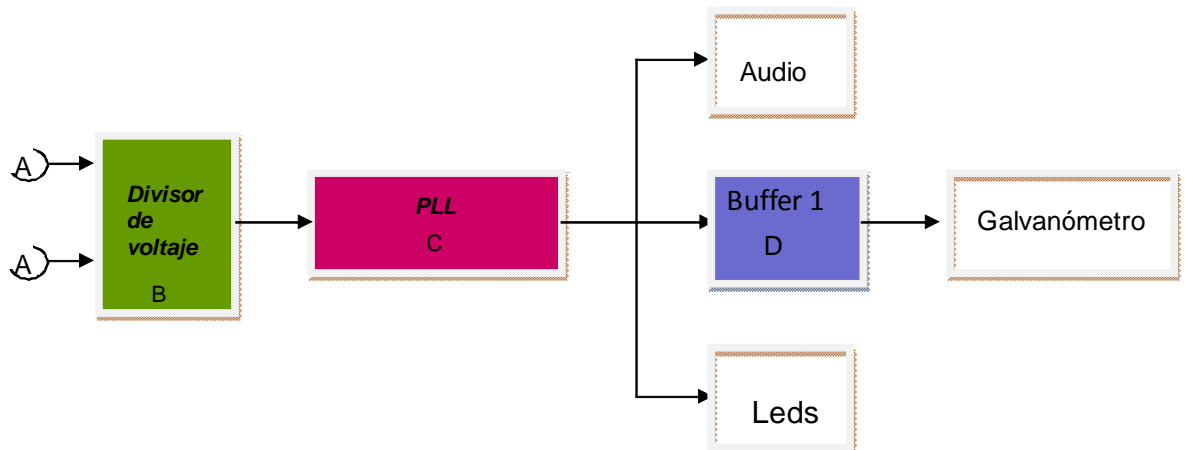 A
A
Divisor
de
voltaje
B
PLL
C
Audio
Buffer 1
D
Galvanómetro
Leds